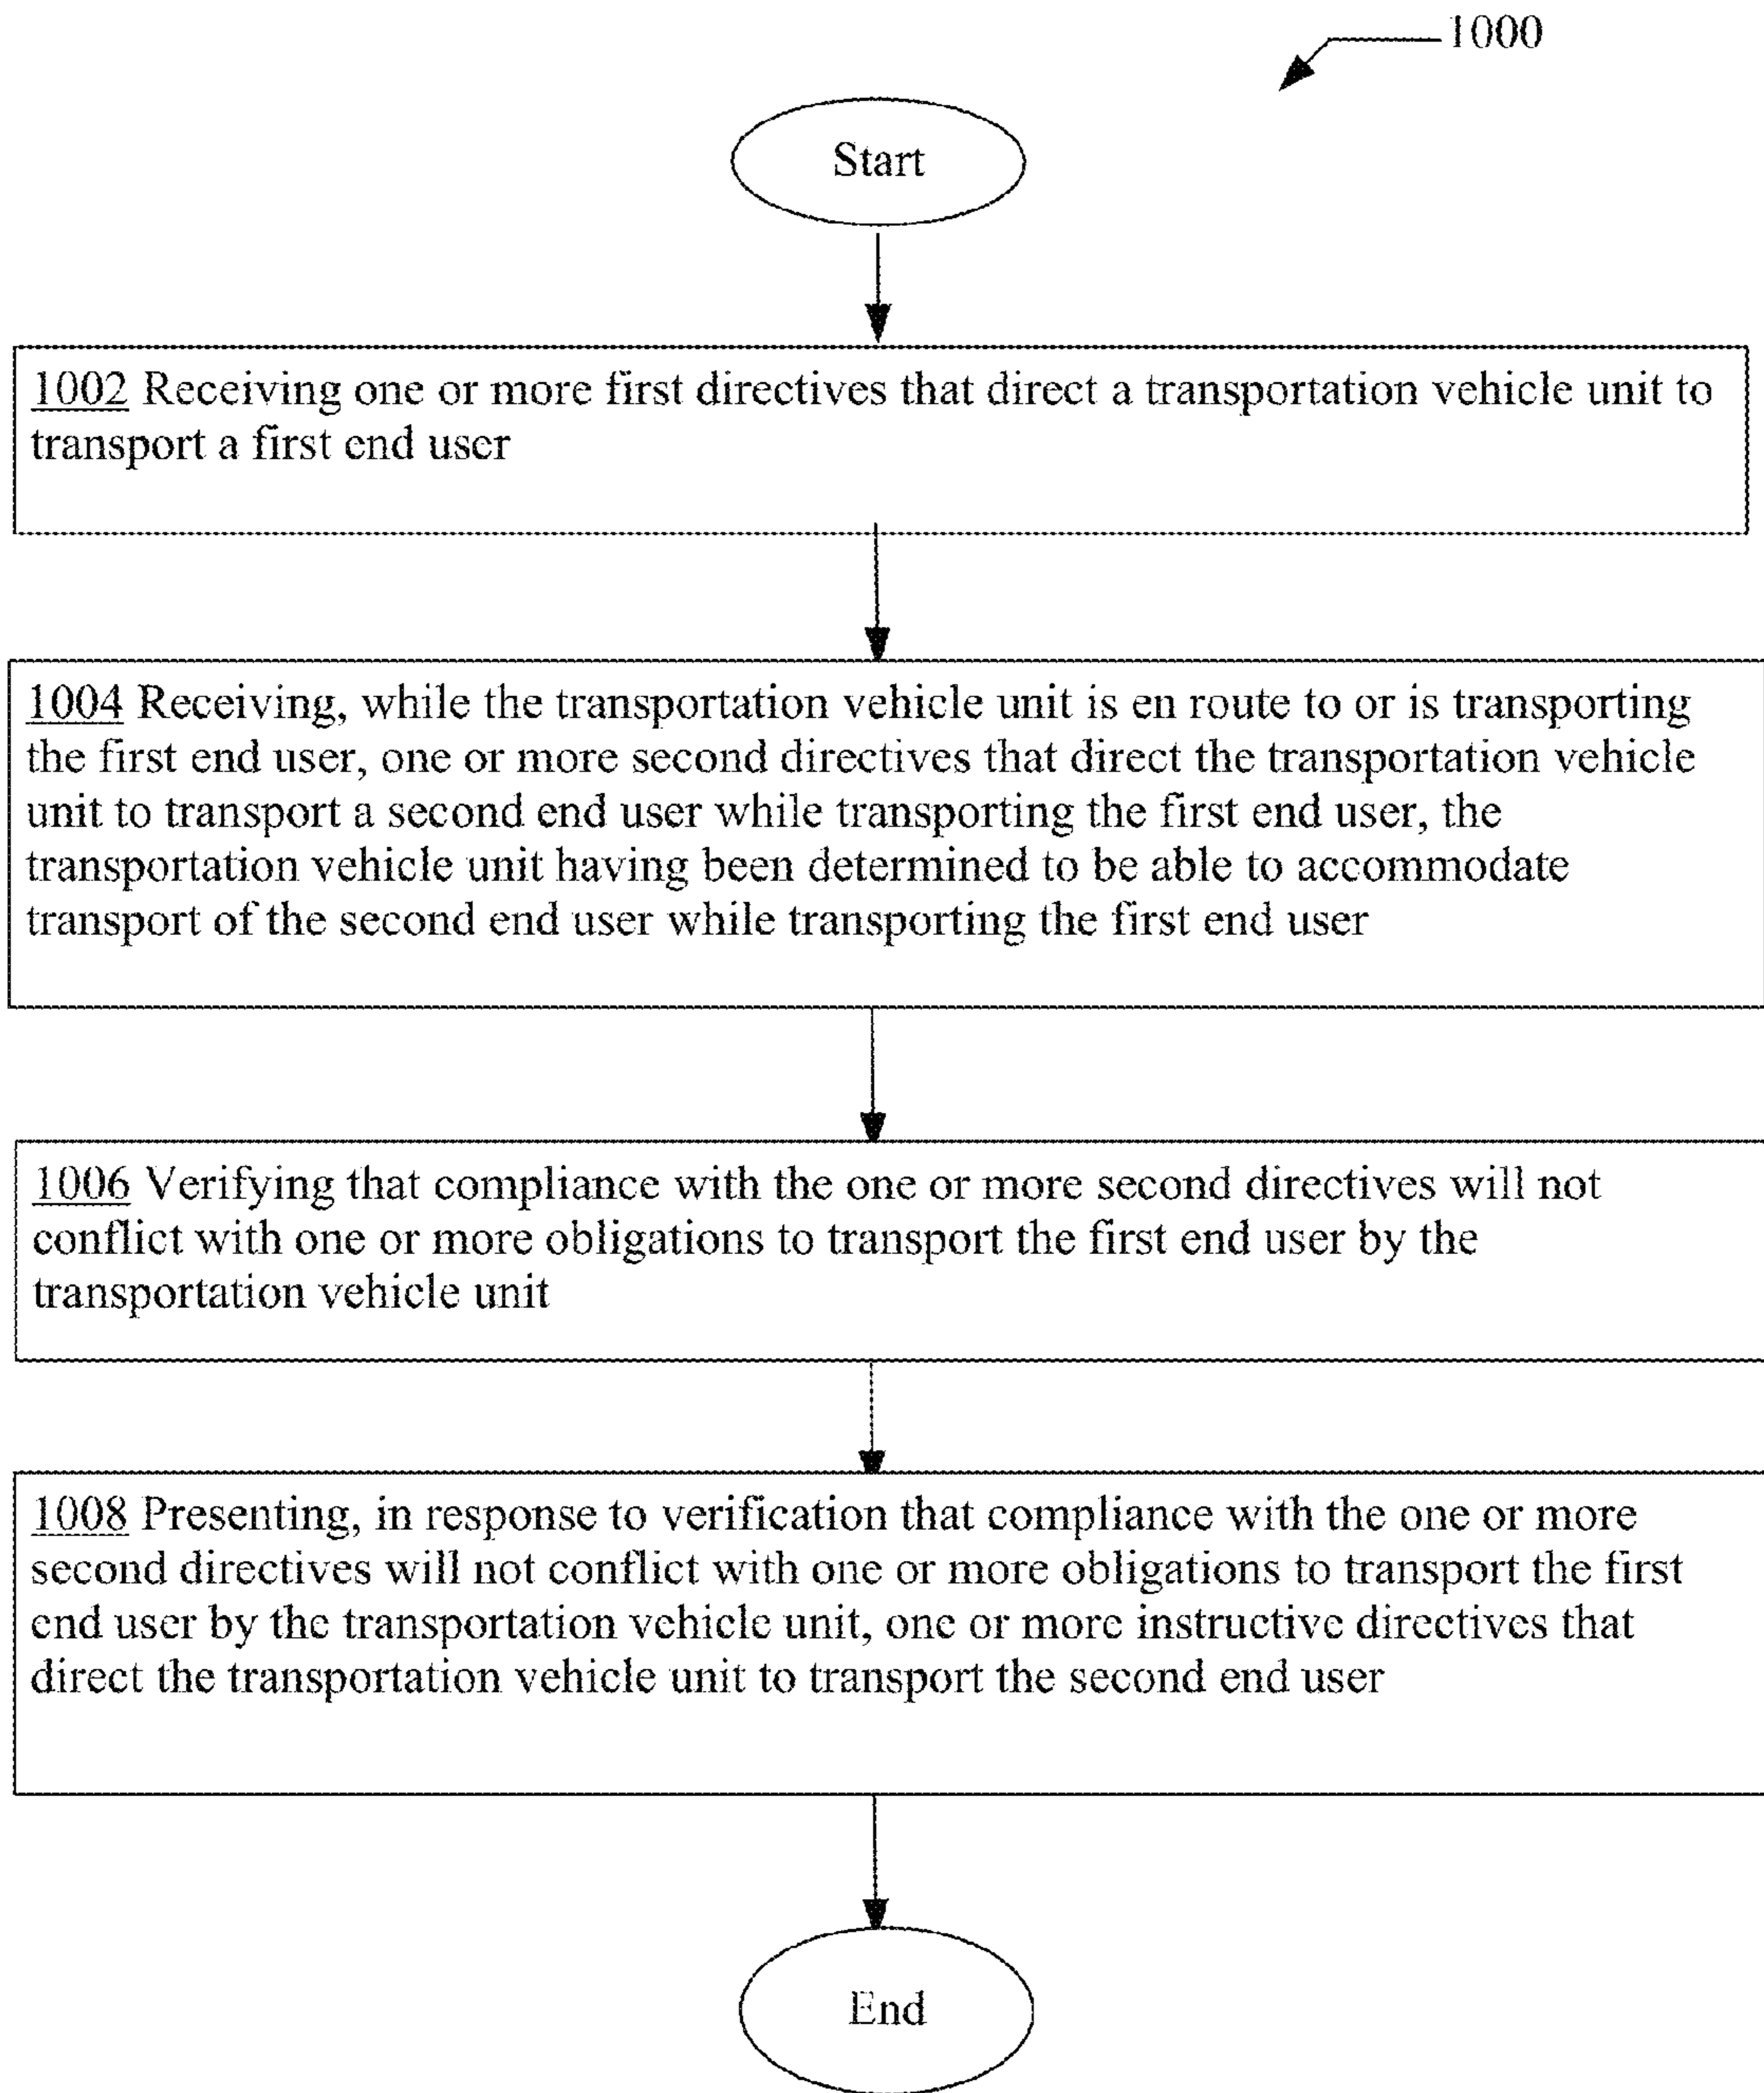 1000
Start
1002 Receiving one or more first directives that direct a transportation vehicle unit to
transport a first end user
1004 Receiving, while the transportation vehicle unit is en route to or is transporting
the first end user, one or more second directives that direct the transportation vehicle
unit to transport a second end user while transporting the first end user, the
transportation vehicle unit having been determined to be able to accommodate
transport of the second end user while transporting the first end user
1006 Verifying that compliance with the one or more second directives will not
conflict with one or more obligations to transport the first end user by the
transportation vehicle unit
1008 Presenting, in response to verification that compliance with the one or more
second directives will not conflict with one or more obligations to transport the first
end user by the transportation vehicle unit, one or more instructive directives that
direct the transportation vehicle unit to transport the second end user
End